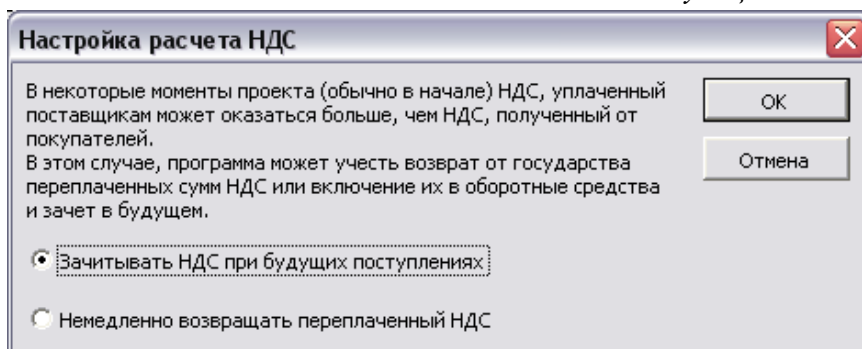 Настройка расчета НДС
В некоторые моменты проекта (обычно в начале) НДС, уплаченный
поставщикам может оказаться больше, чем НДС, полученный от
покупателей.
В этом случае, программа может учесть возврат от государства
переплаченных сумм НДС или включение их в оборотные средства
и зачет в будущем.
OK
Отмена
Зачитывать НДС при будущих поступлениях
Немедленно возвращать переплаченный НДС